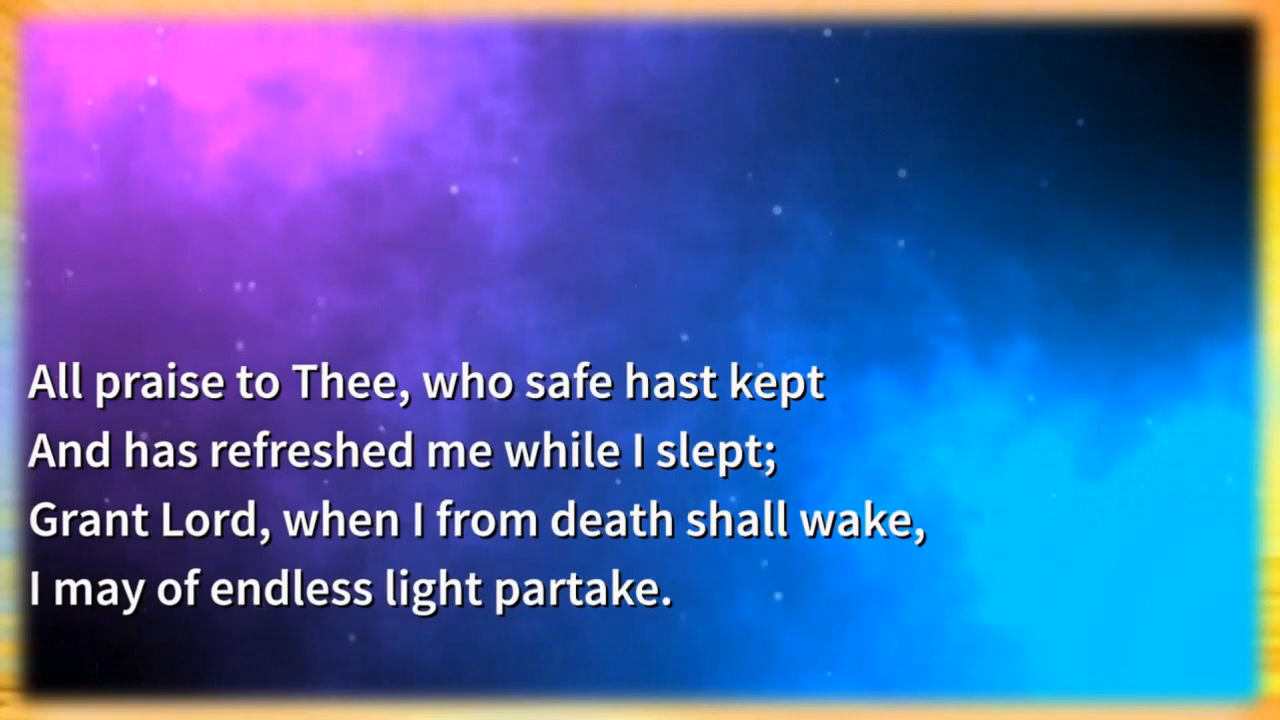 All praise to Thee, who safe hast kept
And has refreshed me while I slept;
Grant Lord, when I from death shall wake,
I may of endless light partake.